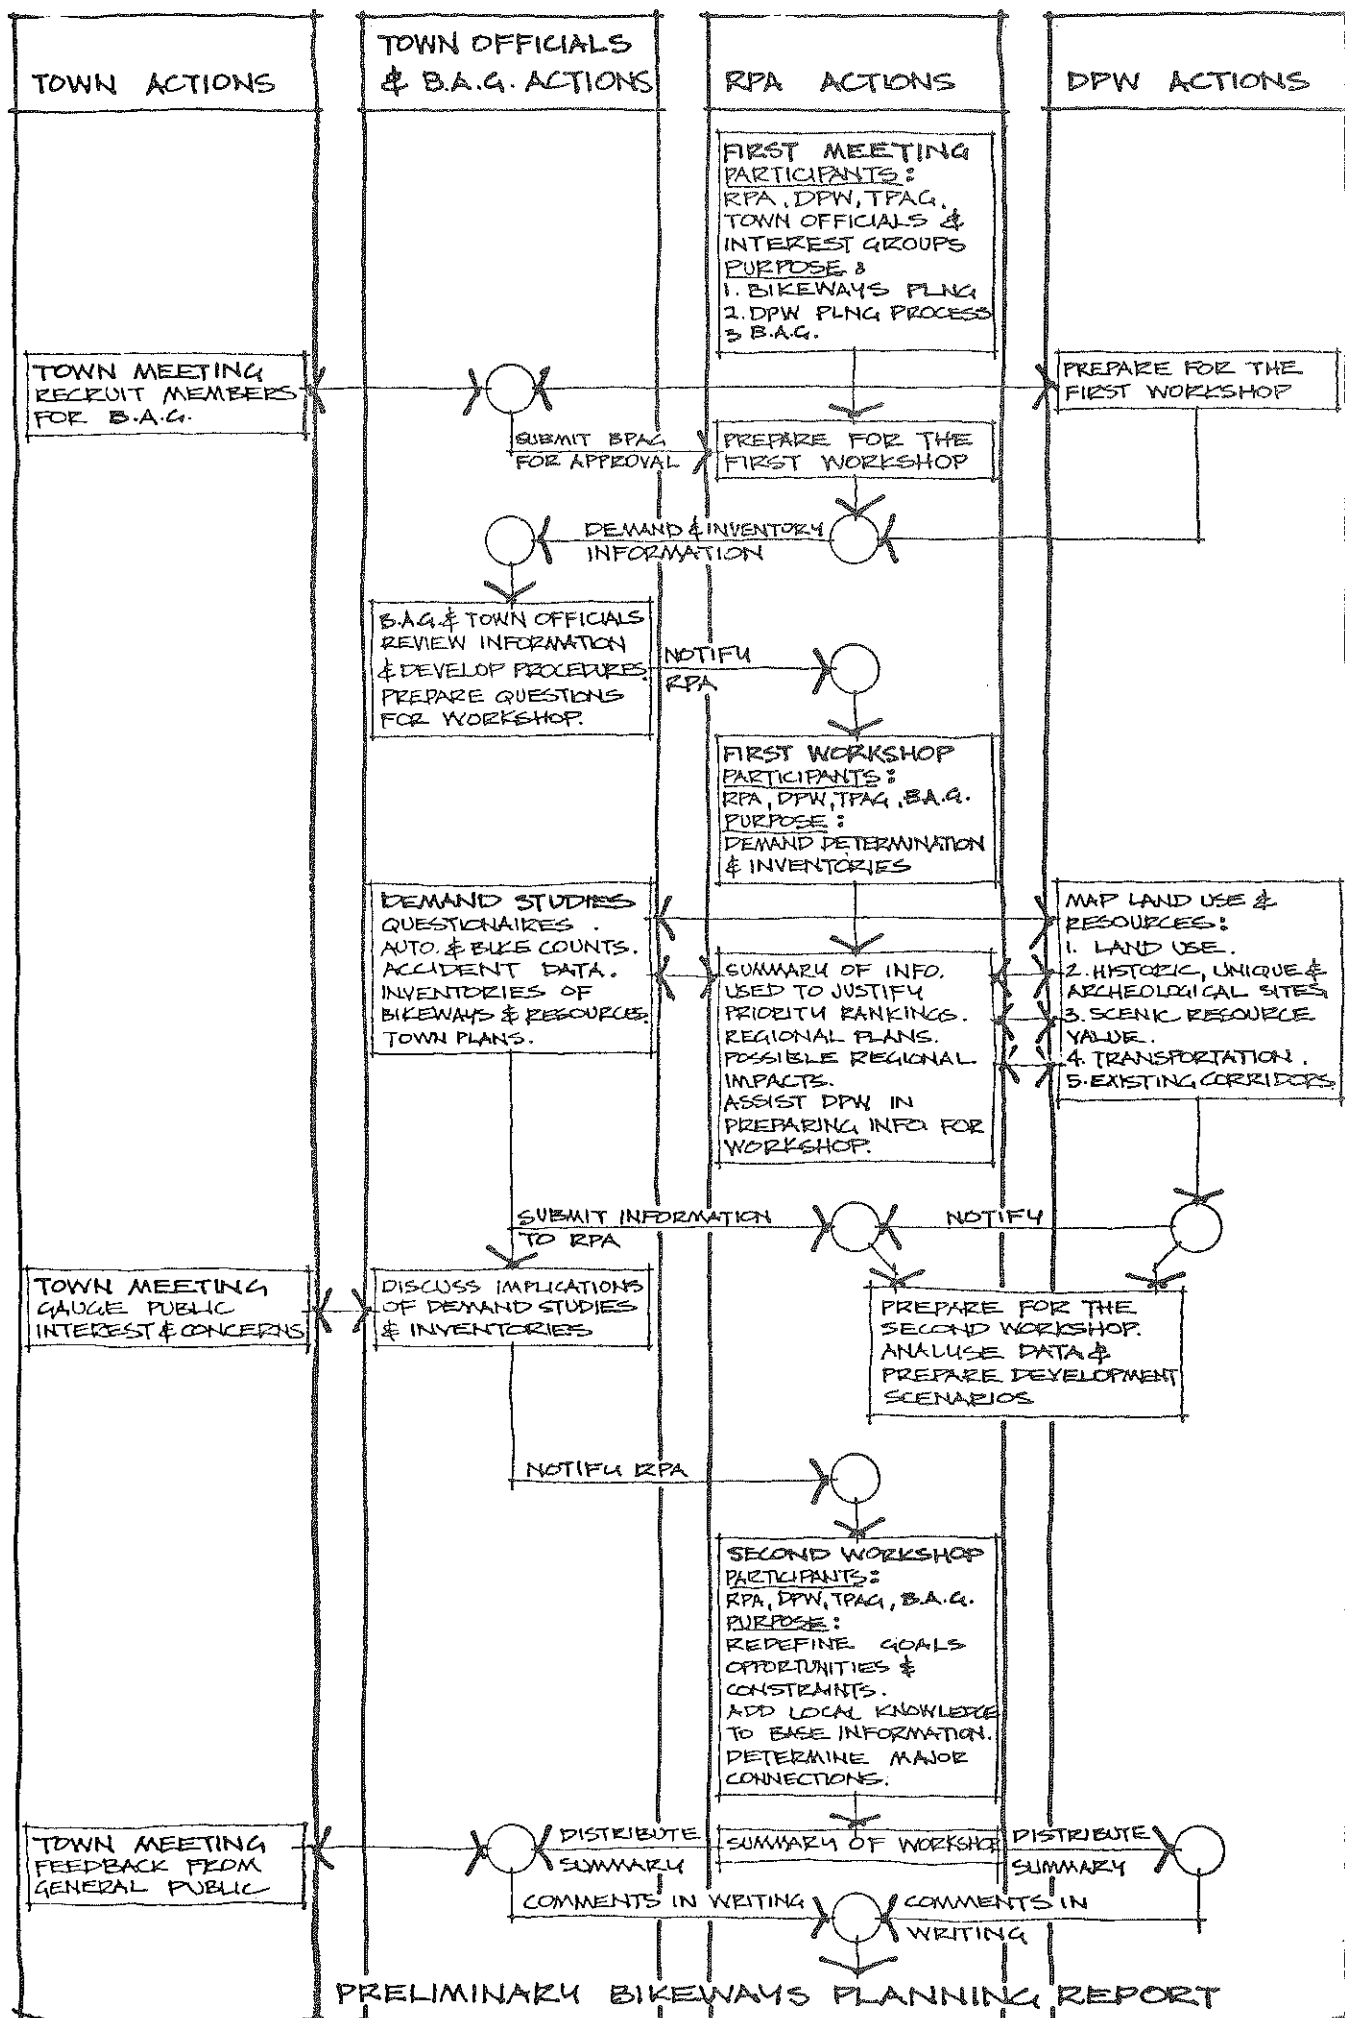 TOWN ACTIONS
TOWN OFFICIALS
& B.A.G. ACTIONS
RPA ACTIONS
DPW ACTIONS
FIRST MEETING
PARTICIPANTS:
RPA, DPW, TPAG,
TOWN OFFICIALS &
INTEREST GROUPS
PURPOSE:
1. BIKEWAYS PLNG
2. DPW PLNG PROCESS
3 B.A.G.
TOWN MEETING
RECRUIT MEMBERS
FOR B.A.G.
PREPARE FOR THE
FIRST WORKSHOP
SUBMIT BPAG
FOR APPROVAL
PREPARE FOR THE
FIRST WORKSHOP
DEMAND & INVENTORY
INFORMATION
B.A.G. & TOWN OFFICIALS
REVIEW INFORMATION
& DEVELOP PROCEDURES.
PREPARE QUESTIONS
FOR WORKSHOP.
NOTIFY
RPA
FIRST WORKSHOP
PARTICIPANTS:
RPA, DPW, TPAG, B.A.G.
PURPOSE:
DEMAND DETERMINATION
& INVENTORIES
DEMAND STUDIES
QUESTIONAIRES.
AUTO. & BIKE COUNTS.
ACCIDENT DATA.
INVENTORIES OF
BIKEWAYS & RESOURCES.
TOWN PLANS.
SUMMARY OF INFO.
USED TO JUSTIFY
PRIORITY RANKINGS.
REGIONAL PLANS.
POSSIBLE REGIONAL
IMPACTS.
ASSIST DPW IN
PREPARING INFO. FOR
WORKSHOP.
MAP LAND USE &
RESOURCES:
1. LAND USE.
2. HISTORIC, UNIQUE &
ARCHEOLOGICAL SITES
3. SCENIC RESOURCE
VALUE.
4. TRANSPORTATION.
5. EXISTING CORRIDORS
SUBMIT INFORMATION
TO RPA
NOTIFY
TOWN MEETING
GAUGE PUBLIC
INTEREST & CONCERNS
DISCUSS IMPLICATIONS
OF DEMAND STUDIES
& INVENTORIES
PREPARE FOR THE
SECOND WORKSHOP.
ANALUSE DATA &
PREPARE DEVELOPMENT
SCENARIOS
NOTIFY RPA
SECOND WORKSHOP
PARTICIPANTS:
RPA, DPW, TPAG, B.A.G.
PURPOSE:
REDEFINE GOALS
OPPORTUNITIES &
CONSTRAINTS.
ADD LOCAL KNOWLEDGE
TO BASE INFORMATION.
DETERMINE MAJOR
CONNECTIONS.
TOWN MEETING
FEEDBACK FROM
GENERAL PUBLIC
DISTRIBUTE
SUMMARY
SUMMARY OF WORKSHOP
DISTRIBUTE
SUMMARY
COMMENTS IN WRITING
COMMENTS IN
WRITING
PRELIMINARY BIKEWAYS PLANNING REPORT